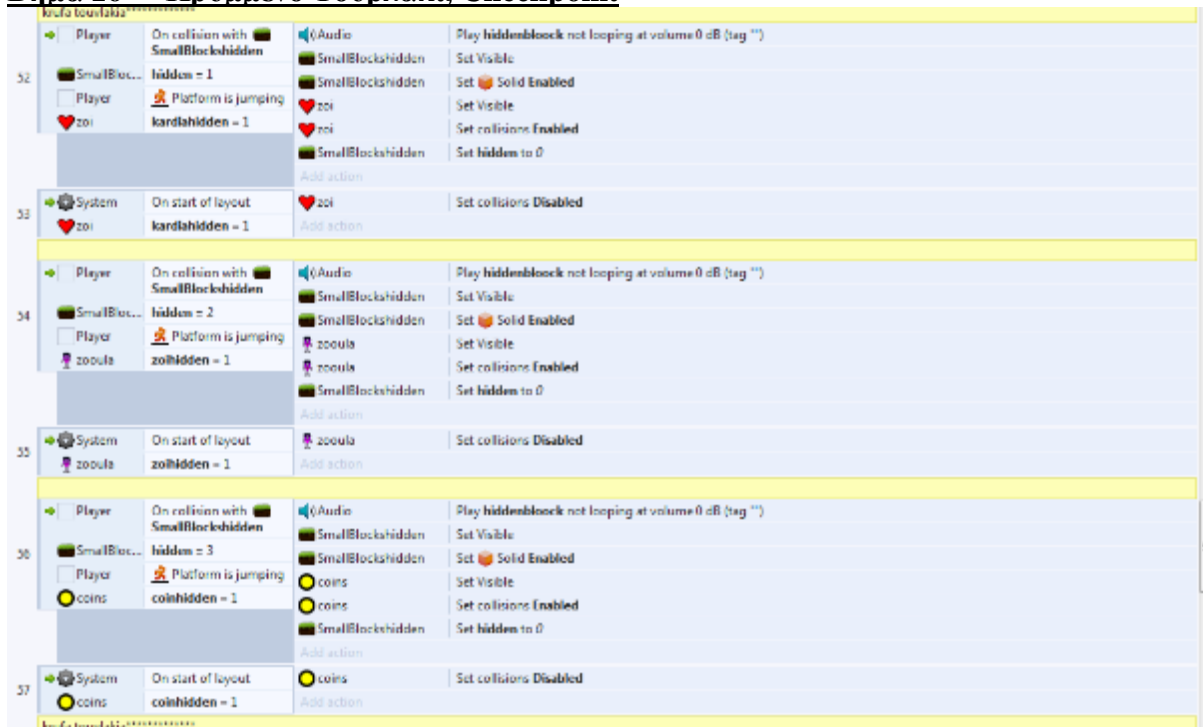 krufa touvlakia*************
52
Player On collision with SmallBlockshidden
SmallBloc... hidden = 1
Player Platform is jumping
zoi kardiahidden = 1
Audio Play hiddenbloock not looping at volume 0 dB (tag "")
SmallBlockshidden Set Visible
SmallBlockshidden Set Solid Enabled
zoi Set Visible
zoi Set collisions Enabled
SmallBlockshidden Set hidden to 0
Add action
53
System On start of layout
zoi kardiahidden = 1
zoi Set collisions Disabled
Add action
54
Player On collision with SmallBlockshidden
SmallBloc... hidden = 2
Player Platform is jumping
zooula zoihidden = 1
Audio Play hiddenbloock not looping at volume 0 dB (tag "")
SmallBlockshidden Set Visible
SmallBlockshidden Set Solid Enabled
zooula Set Visible
zooula Set collisions Enabled
SmallBlockshidden Set hidden to 0
Add action
55
System On start of layout
zooula zoihidden = 1
zooula Set collisions Disabled
Add action
56
Player On collision with SmallBlockshidden
SmallBloc... hidden = 3
Player Platform is jumping
coins coinhidden = 1
Audio Play hiddenbloock not looping at volume 0 dB (tag "")
SmallBlockshidden Set Visible
SmallBlockshidden Set Solid Enabled
coins Set Visible
coins Set collisions Enabled
SmallBlockshidden Set hidden to 0
Add action
57
System On start of layout
coins coinhidden = 1
coins Set collisions Disabled
Add action